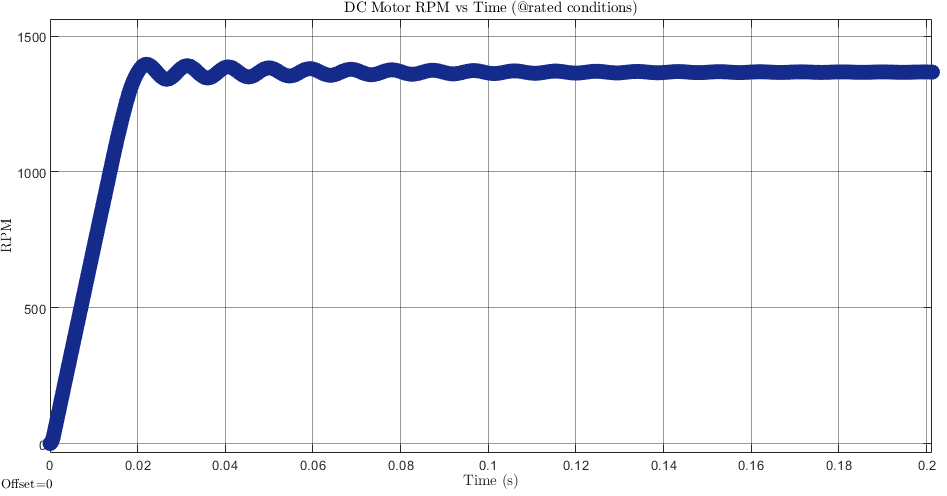 DC Motor RPM vs Time (@rated conditions)
1500
1000
500
0
RPM
0 0.02 0.04 0.06 0.08 0.1 0.12 0.14 0.16 0.18 0.2
Time (s)
Offset=0